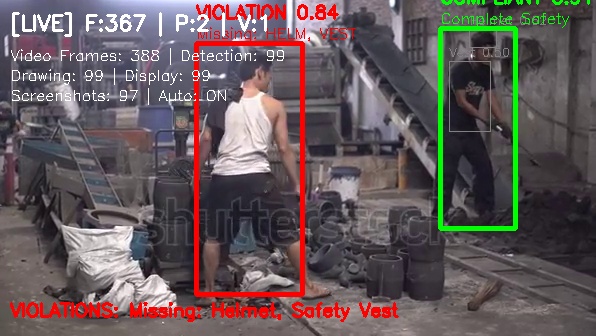 VIOLATION 0.84
Missing: HELM, VEST
COMPLIANT 0.51
Complete Safety
[LIVE] F:367 | P:2 V:1
Video Frames: 388 | Detection: 99
Drawing: 99 | Display: 99
Screenshots: 97 | Auto: ON
shutterstock
VIOLATIONS: Missing: Helmet, Safety Vest